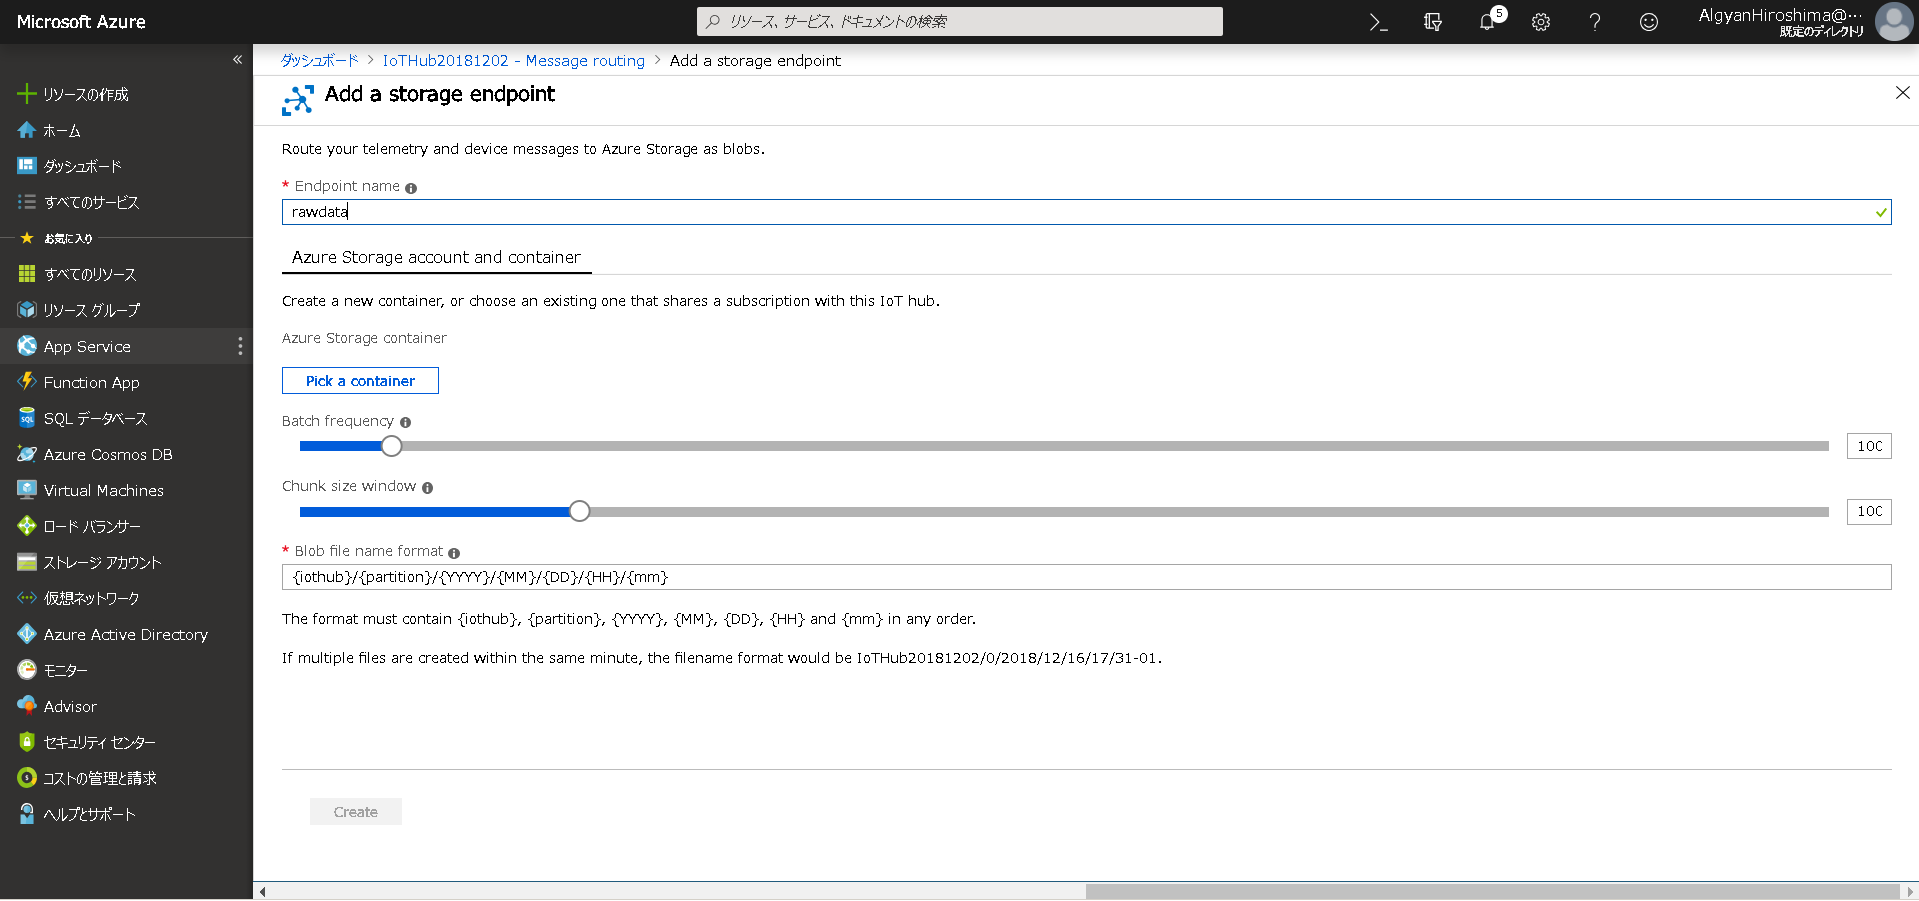 Microsoft Azure
リソース、サービス、ドキュメントの検索
5
AlgyanHiroshima@···
既定のディレクトリ
リソースの作成
ホーム
ダッシュボード
すべてのサービス
お気に入り
すべてのリソース
リソース グループ
App Service
Function App
SQL データベース
Azure Cosmos DB
Virtual Machines
ロード バランサー
ストレージ アカウント
仮想ネットワーク
Azure Active Directory
モニター
Advisor
セキュリティ センター
コストの管理と請求
ヘルプとサポート
ダッシュボード > IoTHub20181202 - Message routing > Add a storage endpoint
Add a storage endpoint
Route your telemetry and device messages to Azure Storage as blobs.
* Endpoint name
rawdata
Azure Storage account and container
Create a new container, or choose an existing one that shares a subscription with this IoT hub.
Azure Storage container
Pick a container
Batch frequency
100
Chunk size window
100
* Blob file name format
{iothub}/{partition}/{YYYY}/{MM}/{DD}/{HH}/{mm}
The format must contain {iothub}, {partition}, {YYYY}, {MM}, {DD}, {HH} and {mm} in any order.
If multiple files are created within the same minute, the filename format would be IoTHub20181202/0/2018/12/16/17/31-01.
Create